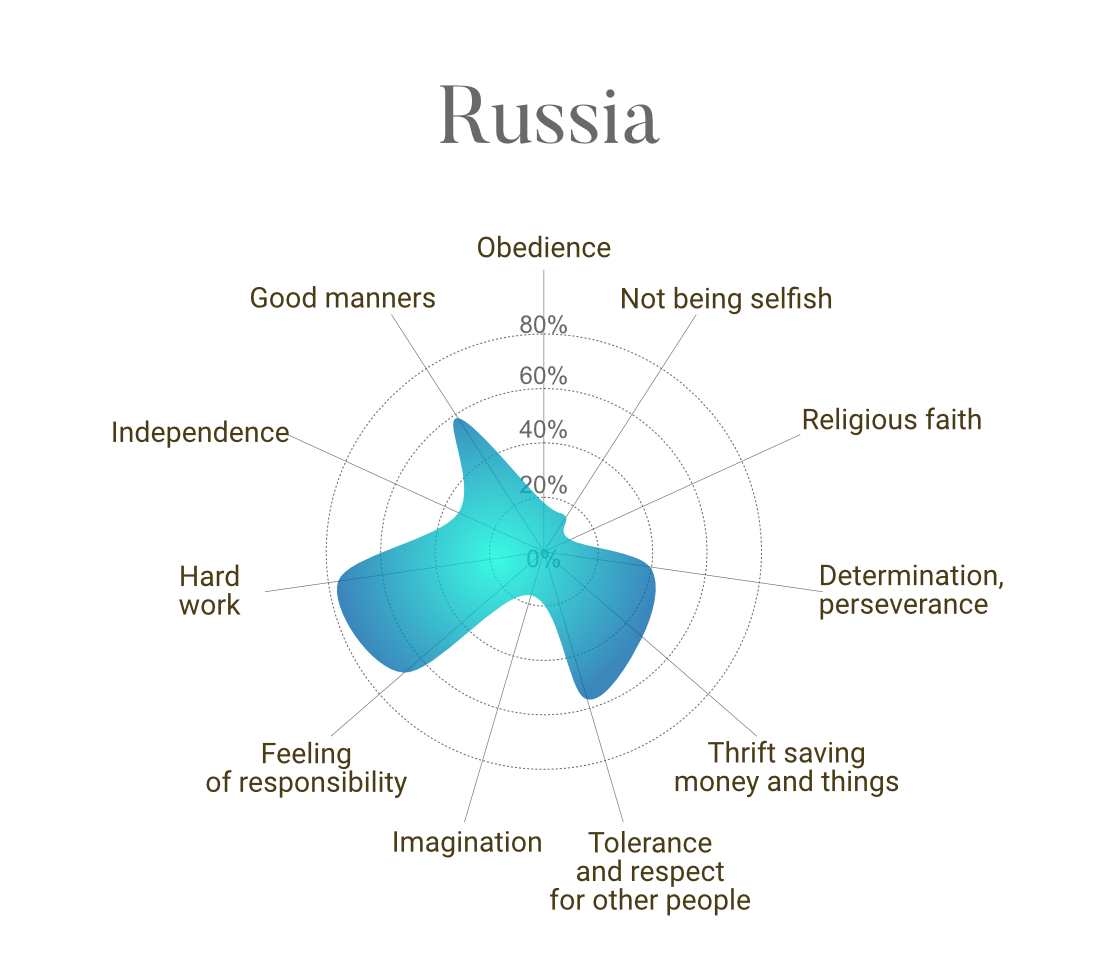 Russia
Obedience
Good manners
Not being selfish
80%
60%
40%
20%
0%
Independence
Religious faith
Hard
work
Determination,
perseverance
Feeling
of responsibility
Thrift saving
money and things
Imagination
Tolerance
and respect
for other people